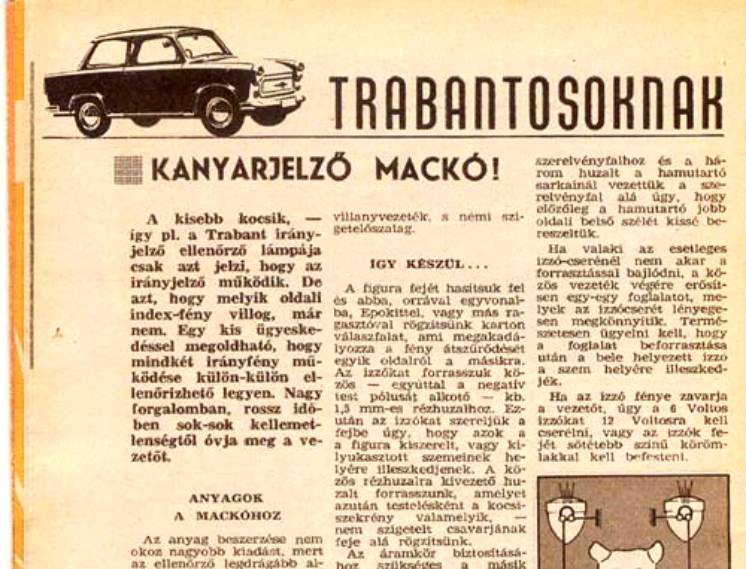 TRABANTOSOKNAK
KANYARJELZŐ MACKÓ!
A kisebb kocsik, —
így pl. a Trabant irány-
jelző ellenőrző lámpája
csak azt jelzi, hogy az
irányjelző működik. De
azt, hogy melyik oldali
index-fény villog, már
nem. Egy kis ügyeske-
déssel megoldható, hogy
mindkét irányfény mű-
ködése külön-külön el-
lenőrizhető legyen. Nagy
forgalomban, rossz idő-
ben sok-sok kellemet-
lenségtől óvja meg a ve-
zetőt.
ANYAGOK
A MACKÓHOZ
Az anyag beszerzése nem
okoz nagyobb kiadást, mert
az ellenőrző legdrágább al-
villanyvezeték, s némi szi-
getelőszalag.
ÍGY KÉSZÜL...
A figura fejét hasítsuk fel
és abba, orrával egyvonal-
ba, Epokittel, vagy más ra-
gasztóval rögzítsünk karton
válaszfalat, ami megakadá-
lyozza a fény átszűrődését
egyik oldalról a másikra.
Az izzókat forrasszuk kö-
zös — egyúttal a negatív
test pólusát alkotó — kb.
1,5 mm-es rézhuzalhoz. Ez-
után az izzókat szereljük a
fejbe úgy, hogy azok a
a figura kiszerelt, vagy ki-
lyukasztott szemeinek he-
lyére illeszkedjenek. A kö-
zös rézhuzalra kivezető hu-
zalt forrasszunk, amelyet
azután testelésként a kocsi-
szekrény valamelyik, —
nem szigetelt csavarjának
feje alá rögzítsünk.
Az áramkör biztosításá-
hoz szükséges a másik
szerelvényfalhoz és a há-
rom huzalt a hamutartó
sarkainál vezettük a sze-
relvényfal alá úgy, hogy
előzőleg a hamutartó jobb
oldali belső szélét kissé be-
reszeltük.
Ha valaki az esetleges
izzó-cserénél nem akar a
forrasztással bajlódni, a kö-
zös vezeték végére erősít-
sen egy-egy foglalatot, me-
lyek az izzócserét lényege-
sen megkönnyítik. Termé-
szetesen ügyelni kell, hogy
a foglalat beforrasztása
után a bele helyezett izzó
a szem helyére illeszked-
jék.
Ha az izzó fénye zavarja
a vezetőt, úgy a 6 Voltos
izzókat 12 Voltosra kell
cserélni, vagy az izzók fe-
jét sötétebb színű köröm-
lakkal kell befesteni.